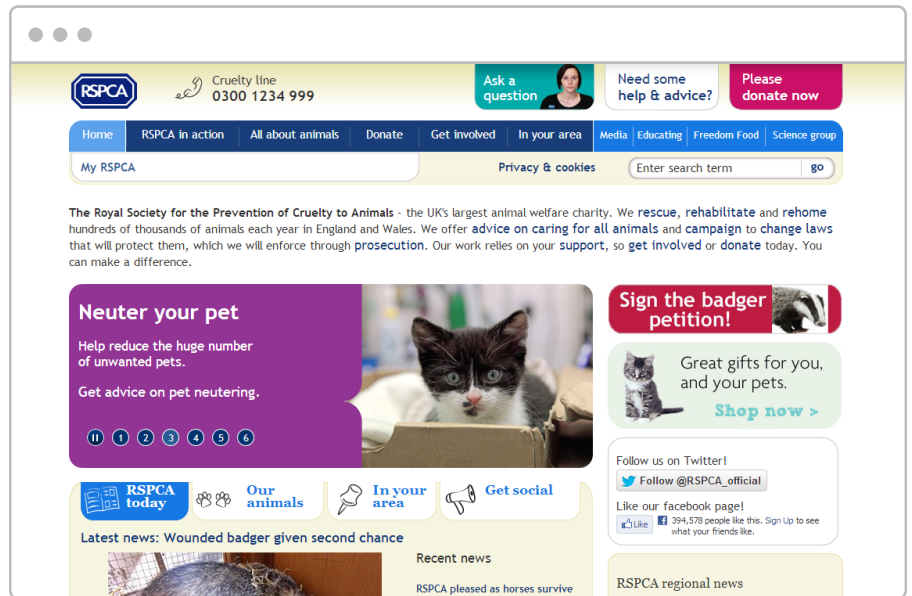 RSPCA
Cruelty line
0300 1234 999
Ask a
question
Need some
help & advice?
Please
donate now
Home RSPCA in action All about animals Donate Get involved In your area Media Educating Freedom Food Science group
My RSPCA
Privacy & cookies
Enter search term
go
The Royal Society for the Prevention of Cruelty to Animals - the UK's largest animal welfare charity. We rescue, rehabilitate and rehome
hundreds of thousands of animals each year in England and Wales. We offer advice on caring for all animals and campaign to change laws
that will protect them, which we will enforce through prosecution. Our work relies on your support, so get involved or donate today. You
can make a difference.
Neuter your pet
Help reduce the huge number
of unwanted pets.
Get advice on pet neutering.
1 2 3 4 5 6
Sign the badger
petition!
Great gifts for you,
and your pets.
Shop now >
Follow us on Twitter!
Follow @RSPCA_official
Like our facebook page!
Like
394,578 people like this. Sign Up to see
what your friends like.
RSPCA
today
Our
animals
In your
area
Get social
Latest news: Wounded badger given second chance
Recent news
RSPCA pleased as horses survive
RSPCA regional news